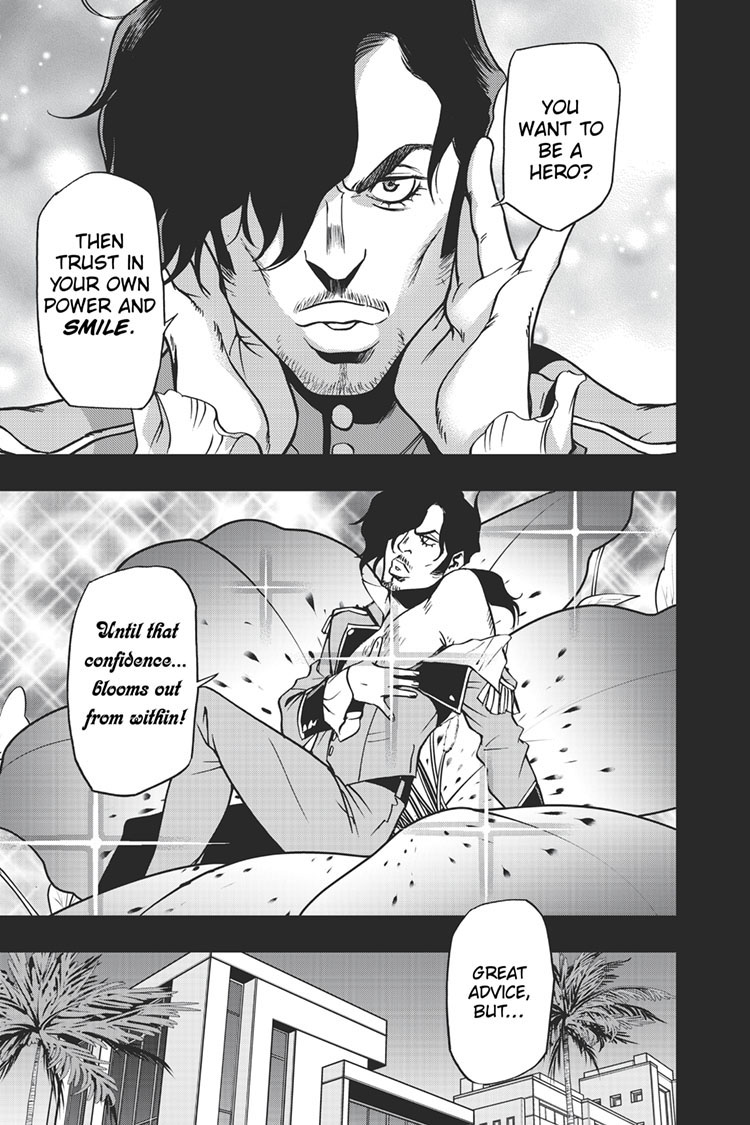 YOU
WANT TO
BE A
HERO?
THEN
TRUST IN
YOUR OWN
POWER AND
SMILE.
Until that
confidence...
blooms out
from within!
GREAT
ADVICE,
BUT...